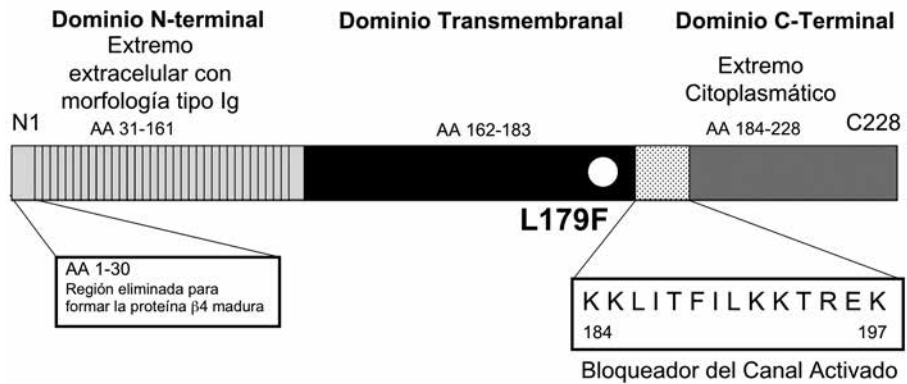 Dominio N-terminal
Extremo
extracelular con
morfología tipo Ig
Dominio Transmembranal
Dominio C-Terminal
Extremo
Citoplasmático
N1
AA 31-161
AA 162-183
AA 184-228
C228
L179F
AA 1-30
Región eliminada para
formar la proteína β4 madura
KKLITFILKKTREK
184
197
Bloqueador del Canal Activado